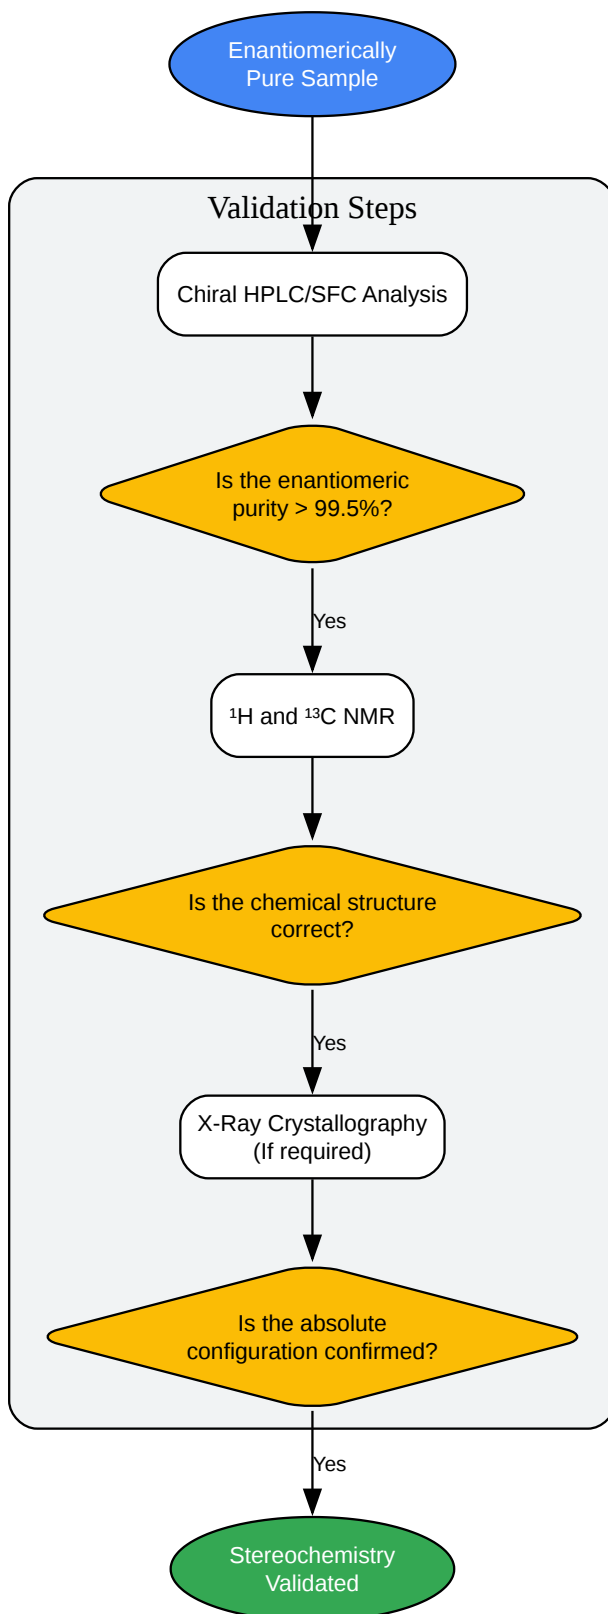 Enantiomerically
Pure Sample
Validation Steps
Chiral HPLC/SFC Analysis
Is the enantiomeric
purity > 99.5%?
Yes
¹H and ¹³C NMR
Is the chemical structure
correct?
Yes
X-Ray Crystallography
(If required)
Is the absolute
configuration confirmed?
Yes
Stereochemistry
Validated